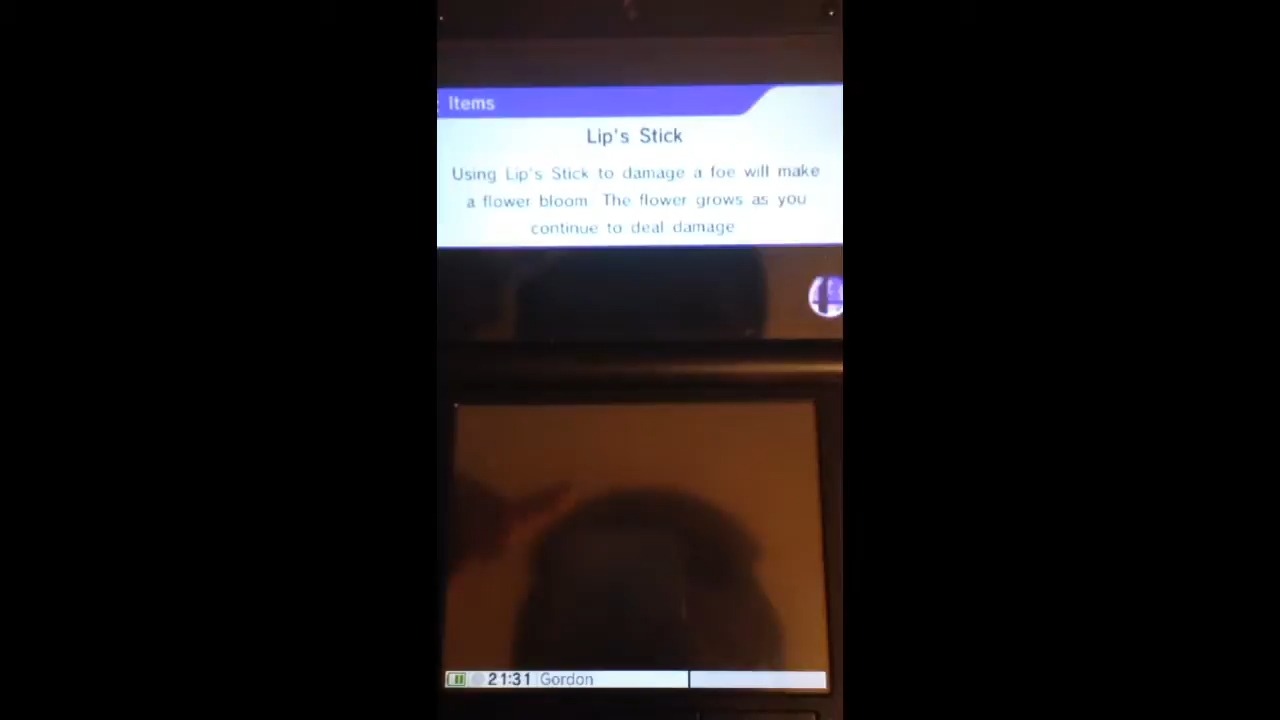 Items
Lip's Stick
Using Lip's Stick to damage a foe will make
a flower bloom. The flower grows as you
continue to deal damage.
21:31 Gordon